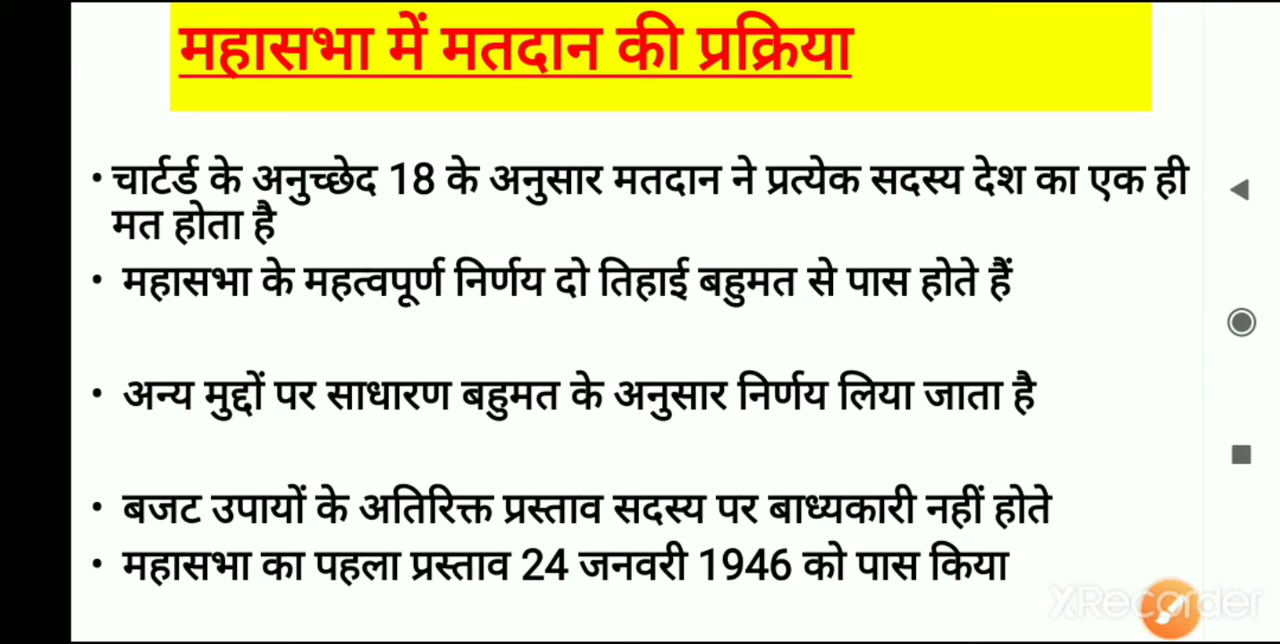 महासभा में मतदान की प्रक्रिया
• चार्टर्ड के अनुच्छेद 18 के अनुसार मतदान ने प्रत्येक सदस्य देश का एक ही
मत होता है
• महासभा के महत्वपूर्ण निर्णय दो तिहाई बहुमत से पास होते हैं
• अन्य मुद्दों पर साधारण बहुमत के अनुसार निर्णय लिया जाता है
• बजट उपायों के अतिरिक्त प्रस्ताव सदस्य पर बाध्यकारी नहीं होते
• महासभा का पहला प्रस्ताव 24 जनवरी 1946 को पास किया
XRecorder